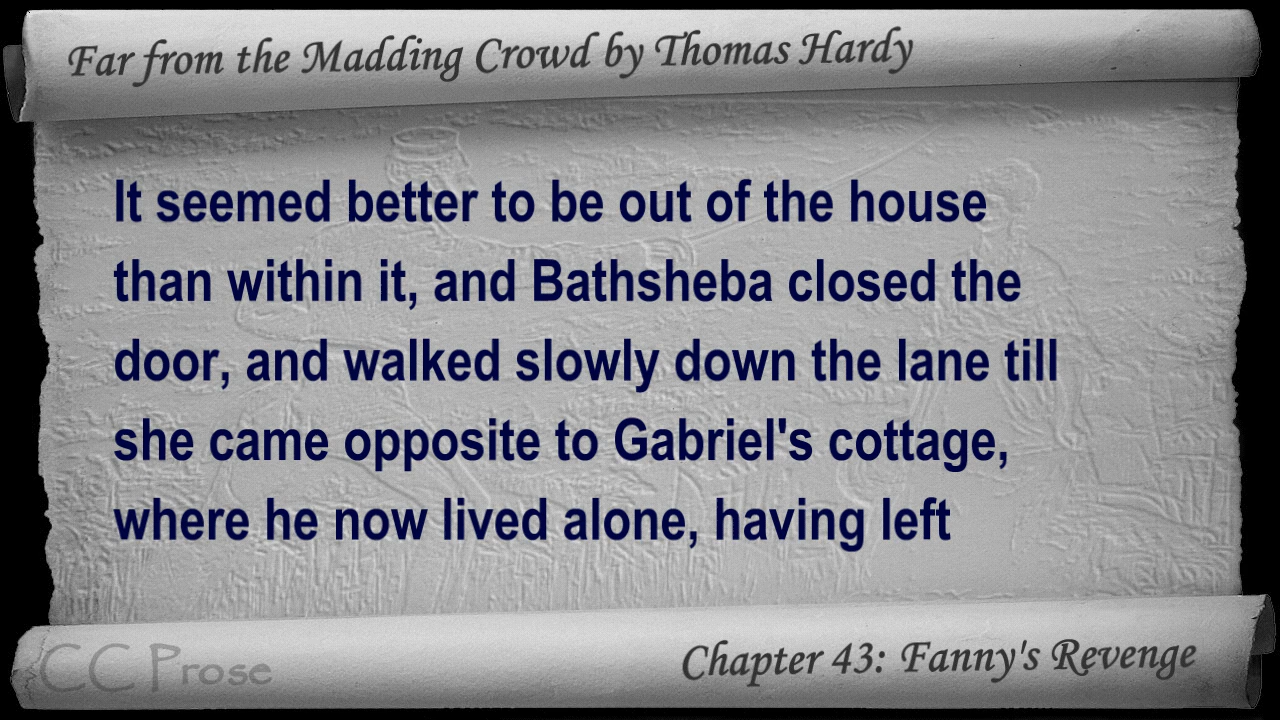 Far from the Madding Crowd by Thomas Hardy
It seemed better to be out of the house
than within it, and Bathsheba closed the
door, and walked slowly down the lane till
she came opposite to Gabriel's cottage,
where he now lived alone, having left
CC Prose
Chapter 43: Fanny's Revenge